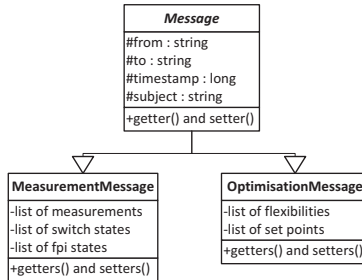 Message
#from : string
#to : string
#timestamp : long
#subject : string
+getter() and setter()
MeasurementMessage
-list of measurements
-list of switch states
-list of fpi states
+getters() and setters()
OptimisationMessage
-list of flexibilities
-list of set points
+getters() and setters()